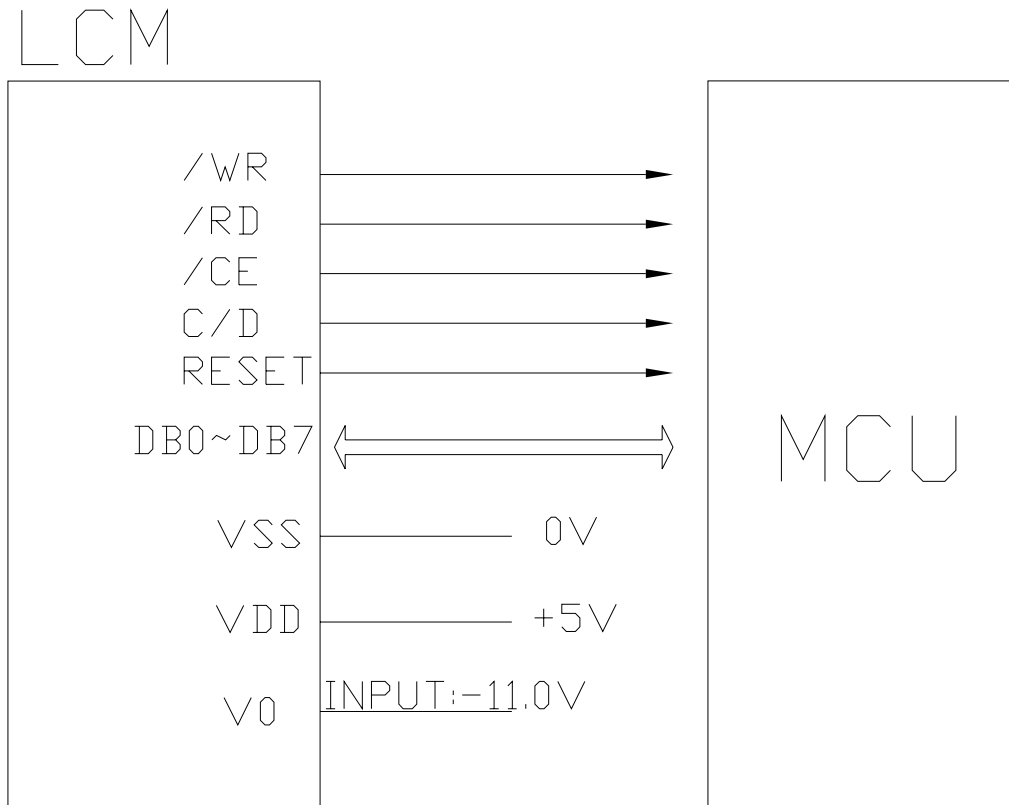 LCM
/WR
/RD
/CE
C/D
RESET
DB0~DB7
MCU
VSS 0V
VDD +5V
V0 INPUT:-11.0V